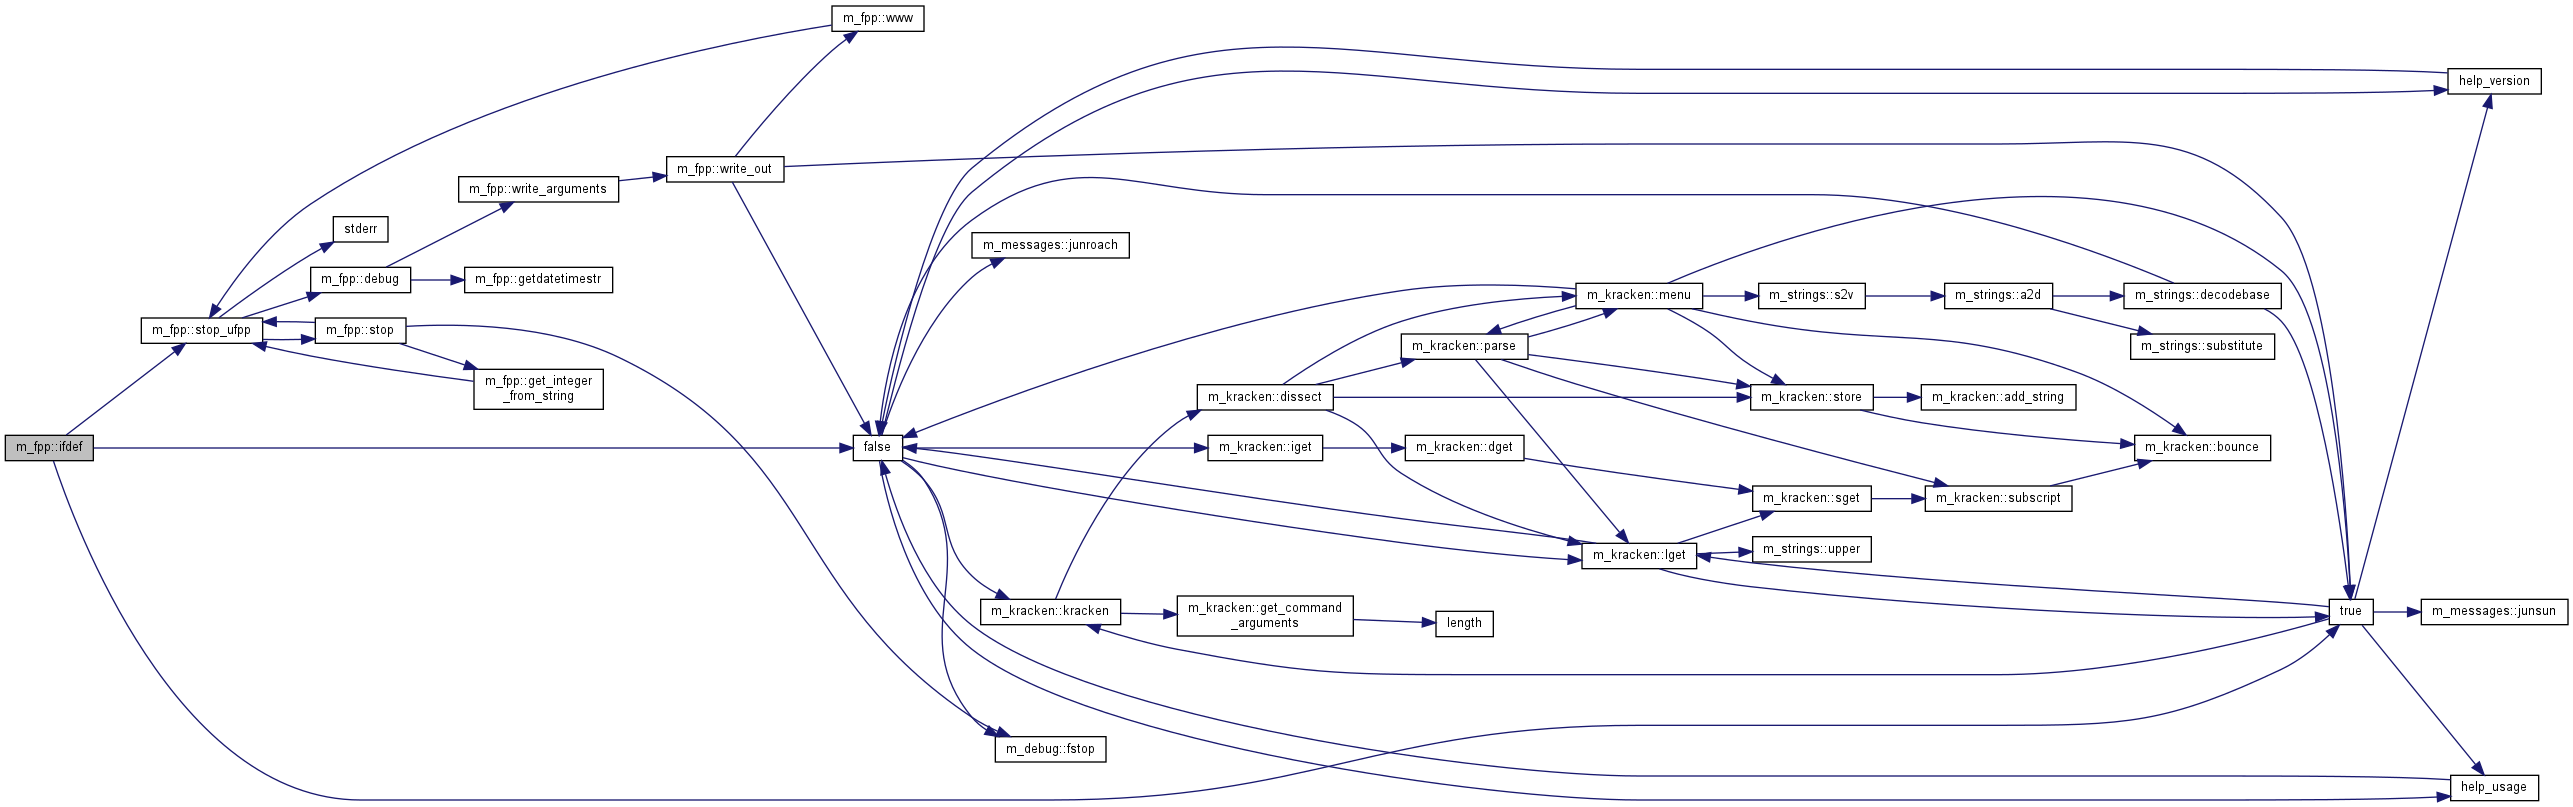 m_fpp::www
help_version
m_fpp::write_out
m_fpp::write_arguments
stderr
m_messages::junroach
m_fpp::debug
m_fpp::getdatetimestr
m_kracken::menu
m_strings::s2v
m_strings::a2d
m_strings::decodebase
m_fpp::stop_ufpp
m_fpp::stop
m_kracken::parse
m_strings::substitute
m_fpp::get_integer
_from_string
m_kracken::dissect
m_kracken::store
m_kracken::add_string
m_fpp::ifdef
false
m_kracken::iget
m_kracken::dget
m_kracken::bounce
m_kracken::sget
m_kracken::subscript
m_kracken::lget
m_strings::upper
m_kracken::kracken
m_kracken::get_command
_arguments
length
true
m_messages::junsun
m_debug::fstop
help_usage